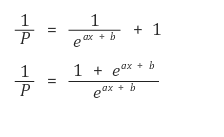 1/P = 1/e^(ax + b) + 1
1/P = (1 + e^(ax + b))/e^(ax + b)